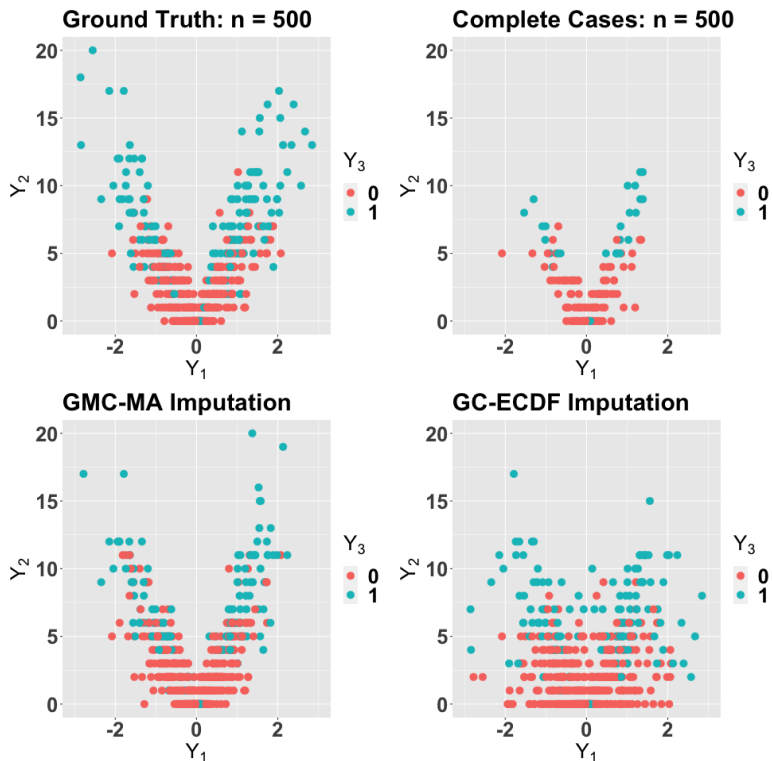 Ground Truth: n = 500
20
15
10
5
0
Y2
-2
0
2
Y1
Y3
0
1
Complete Cases: n = 500
20
15
10
5
0
Y2
-2
0
2
Y1
Y3
0
1
GMC-MA Imputation
20
15
10
5
0
Y2
-2
0
2
Y1
Y3
0
1
GC-ECDF Imputation
20
15
10
5
0
Y2
-2
0
2
Y1
Y3
0
1